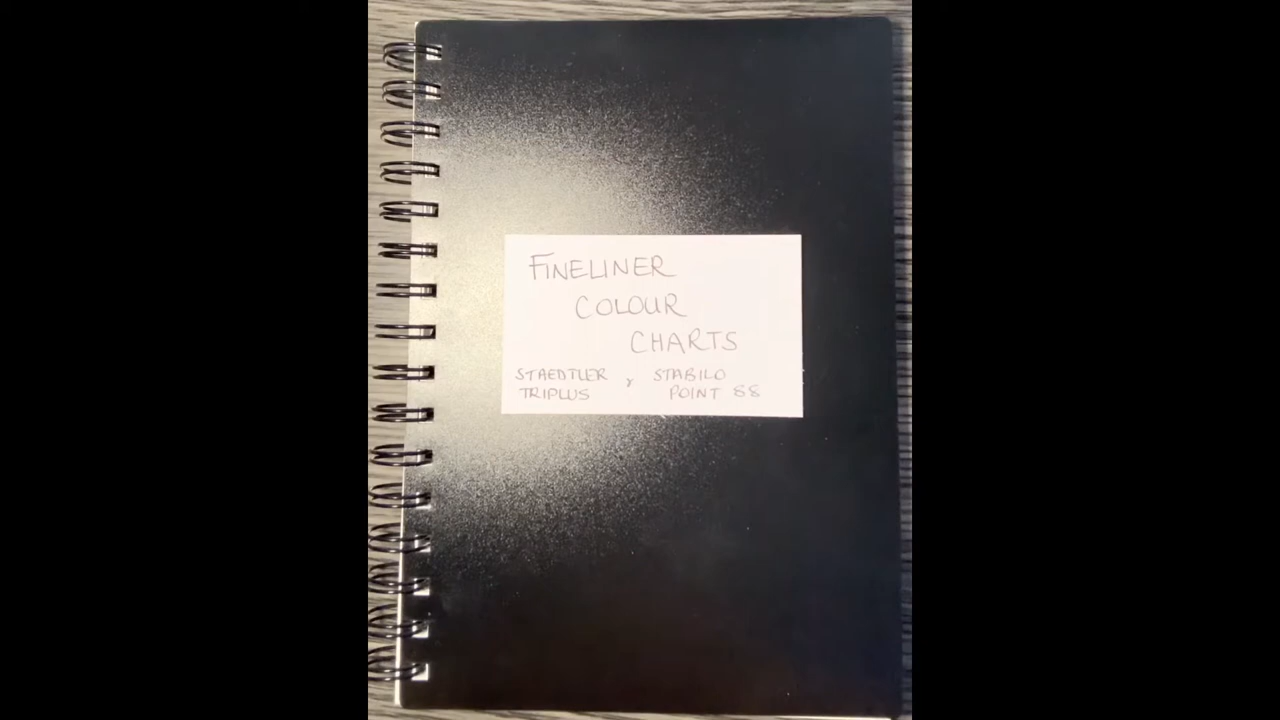 FINELINER
COLOUR
CHARTS
STAEDTLER & STABILO
TRIPLUS POINT 88